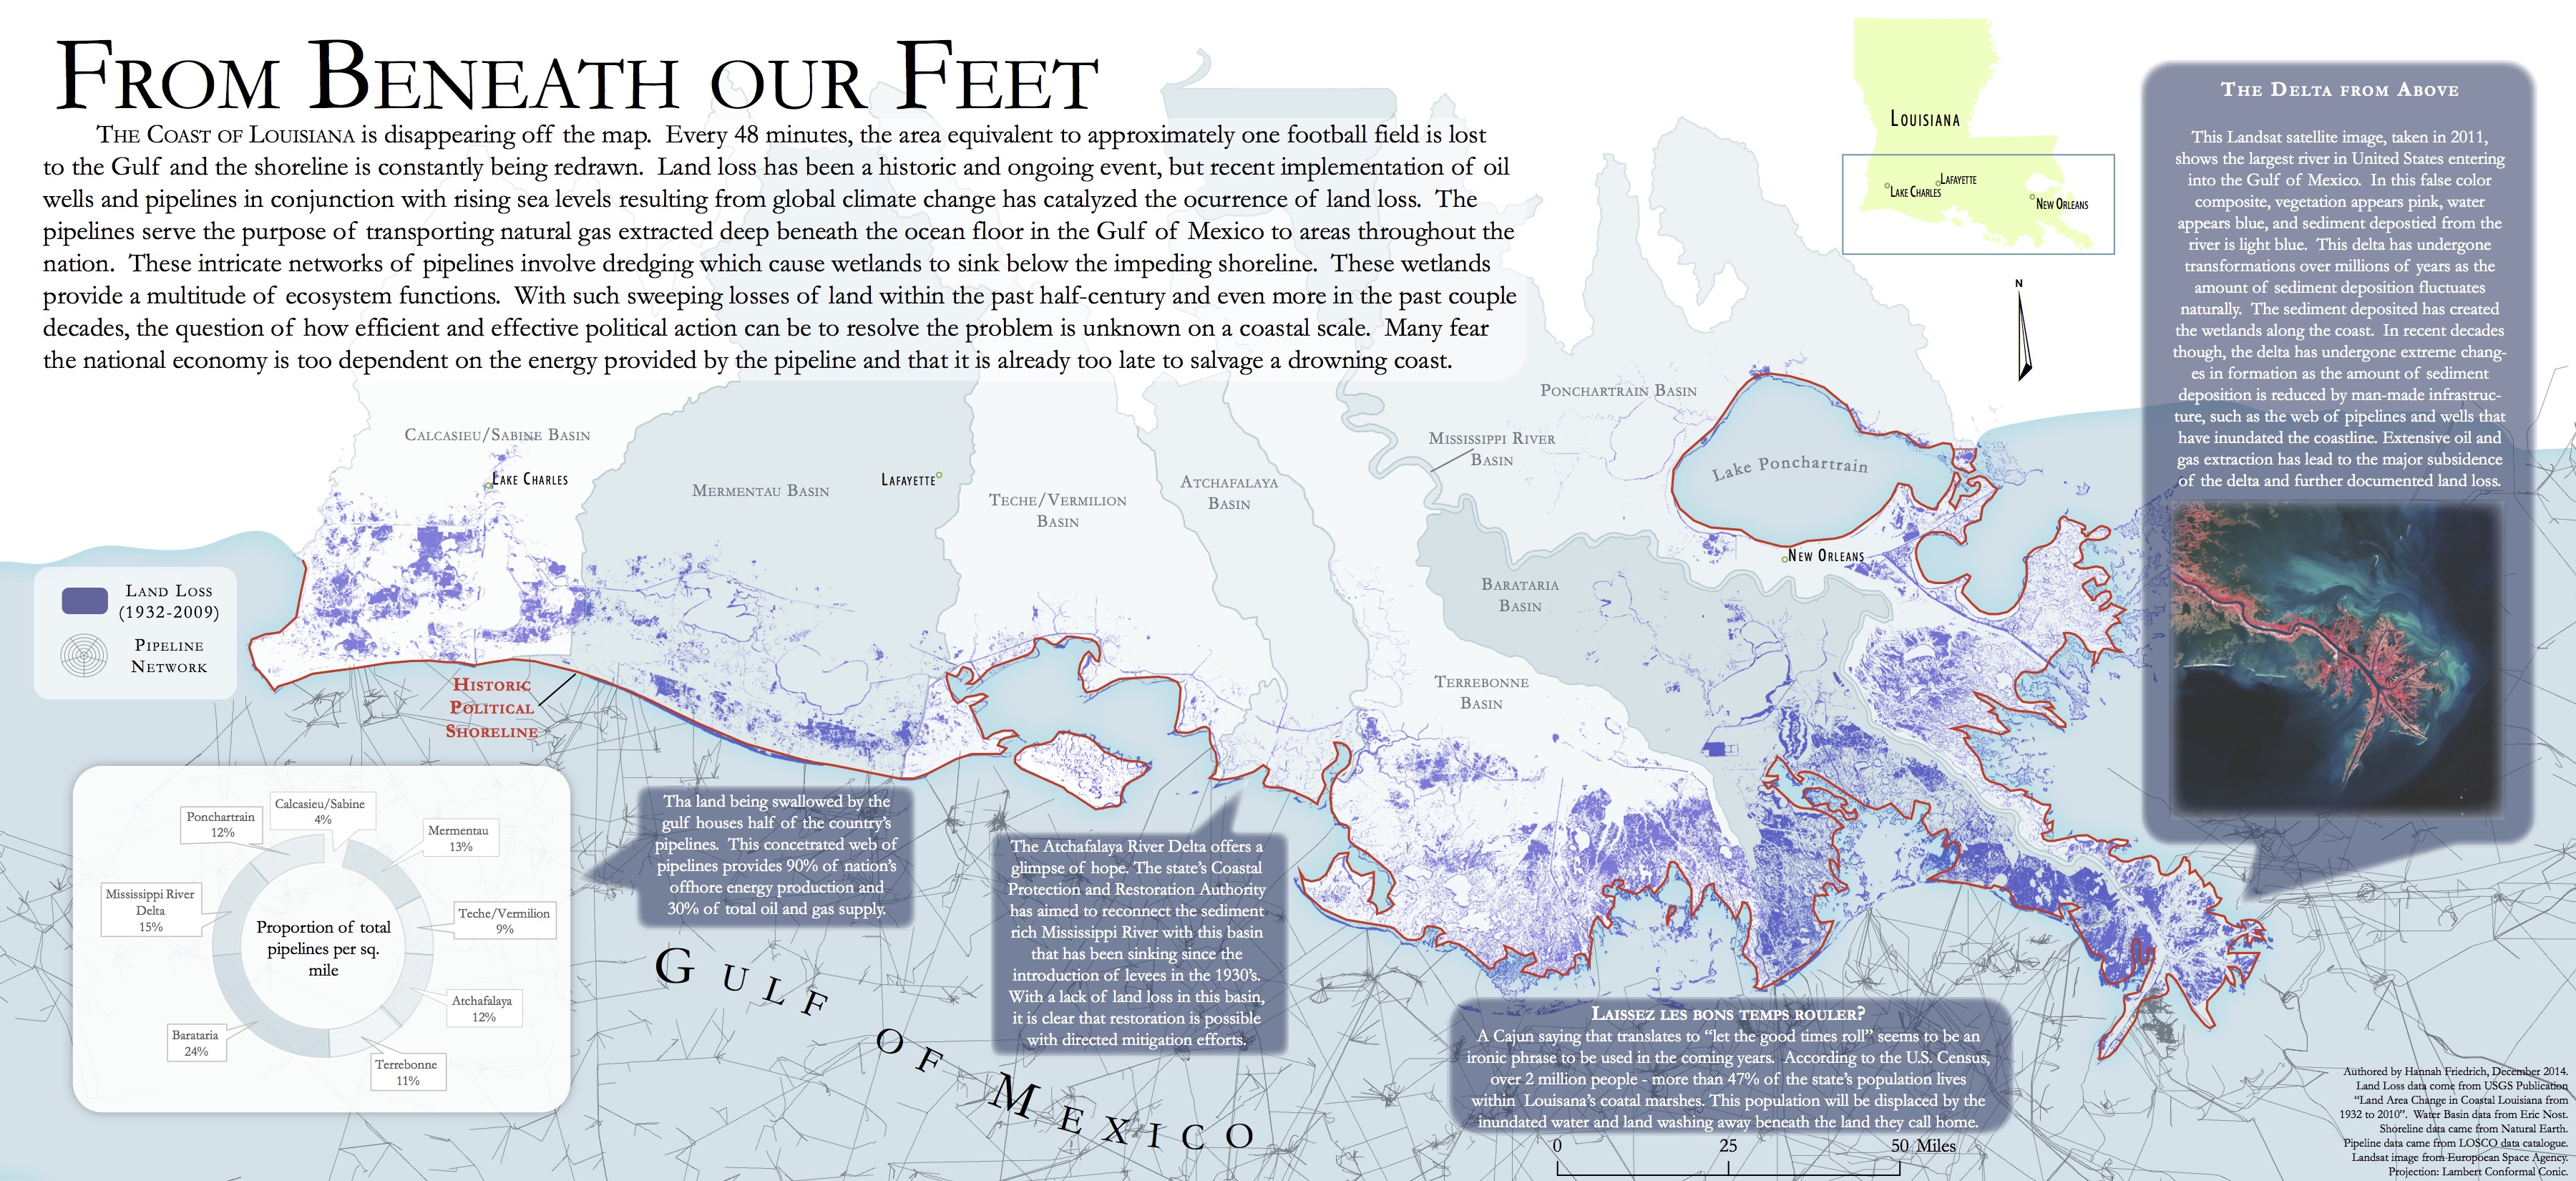 From Beneath our Feet
The Coast of Louisiana is disappearing off the map. Every 48 minutes, the area equivalent to approximately one football field is lost
to the Gulf and the shoreline is constantly being redrawn. Land loss has been a historic and ongoing event, but recent implementation of oil
wells and pipelines in conjunction with rising sea levels resulting from global climate change has catalyzed the ocurrence of land loss. The
pipelines serve the purpose of transporting natural gas extracted deep beneath the ocean floor in the Gulf of Mexico to areas throughout the
nation. These intricate networks of pipelines involve dredging which cause wetlands to sink below the impeding shoreline. These wetlands
provide a multitude of ecosystem functions. With such sweeping losses of land within the past half-century and even more in the past couple
decades, the question of how efficient and effective political action can be to resolve the problem is unknown on a coastal scale. Many fear
the national economy is too dependent on the energy provided by the pipeline and that it is already too late to salvage a drowning coast.
Louisiana
Lake Charles
Lafayette
New Orleans
N
The Delta from Above
This Landsat satellite image, taken in 2011,
shows the largest river in United States entering
into the Gulf of Mexico. In this false color
composite, vegetation appears pink, water
appears blue, and sediment depostied from the
river is light blue. This delta has undergone
transformations over millions of years as the
amount of sediment deposition fluctuates
naturally. The sediment deposited has created
the wetlands along the coast. In recent decades
though, the delta has undergone extreme chang-
es in formation as the amount of sediment
deposition is reduced by man-made infrastruc-
ture, such as the web of pipelines and wells that
have inundated the coastline. Extensive oil and
gas extraction has lead to the major subsidence
of the delta and further documented land loss.
Calcasieu/Sabine Basin
Lake Charles
Mermentau Basin
Lafayette
Teche/Vermilion
Basin
Atchafalaya
Basin
Mississippi River
Basin
Ponchartrain Basin
Lake Ponchartrain
New Orleans
Barataria
Basin
Terrebonne
Basin
Land Loss
(1932-2009)
Pipeline
Network
Historic
Political
Shoreline
Proportion of total
pipelines per sq.
mile
Calcasieu/Sabine
4%
Mermentau
13%
Teche/Vermilion
9%
Atchafalaya
12%
Terrebonne
11%
Barataria
24%
Mississippi River
Delta
15%
Ponchartrain
12%
Tha land being swallowed by the
gulf houses half of the country's
pipelines. This concetrated web of
pipelines provides 90% of nation's
offhore energy production and
30% of total oil and gas supply.
The Atchafalaya River Delta offers a
glimpse of hope. The state's Coastal
Protection and Restoration Authority
has aimed to reconnect the sediment
rich Mississippi River with this basin
that has been sinking since the
introduction of levees in the 1930's.
With a lack of land loss in this basin,
it is clear that restoration is possible
with directed mitigation efforts.
Gulf of Mexico
Laissez les bons temps rouler?
A Cajun saying that translates to "let the good times roll" seems to be an
ironic phrase to be used in the coming years. According to the U.S. Census,
over 2 million people - more than 47% of the state's population lives
within Louisiana's coatal marshes. This population will be displaced by the
inundated water and land washing away beneath the land they call home.
0 25 50 Miles
Authored by Hannah Friedrich, December 2014.
Land Loss data come from USGS Publication
"Land Area Change in Coastal Louisiana from
1932 to 2010". Water Basin data from Eric Nost.
Shoreline data came from Natural Earth.
Pipeline data came from LOSCO data catalogue.
Landsat image from Europoean Space Agency.
Projection: Lambert Conformal Conic.